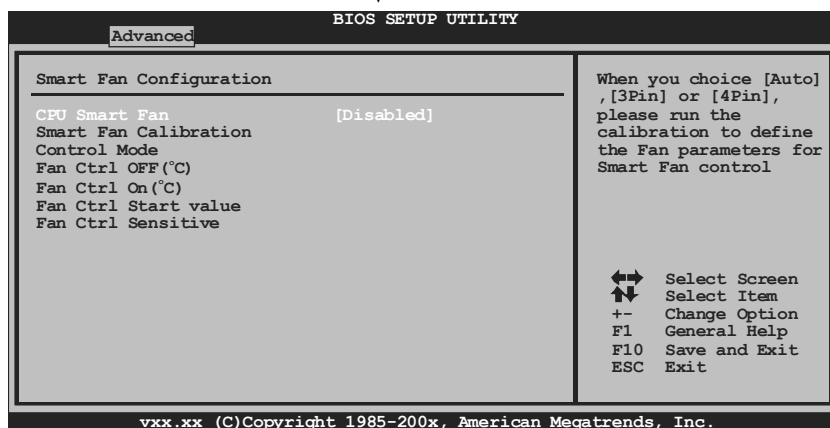 BIOS SETUP UTILITY
Advanced
Smart Fan Configuration
CPU Smart Fan [Disabled]
Smart Fan Calibration
Control Mode
Fan Ctrl OFF(°C)
Fan Ctrl On(°C)
Fan Ctrl Start value
Fan Ctrl Sensitive
When you choice [Auto]
,[3Pin] or [4Pin],
please run the
calibration to define
the Fan parameters for
Smart Fan control
Select Screen
Select Item
+- Change Option
F1 General Help
F10 Save and Exit
ESC Exit
vxx.xx (C)Copyright 1985-200x, American Megatrends, Inc.